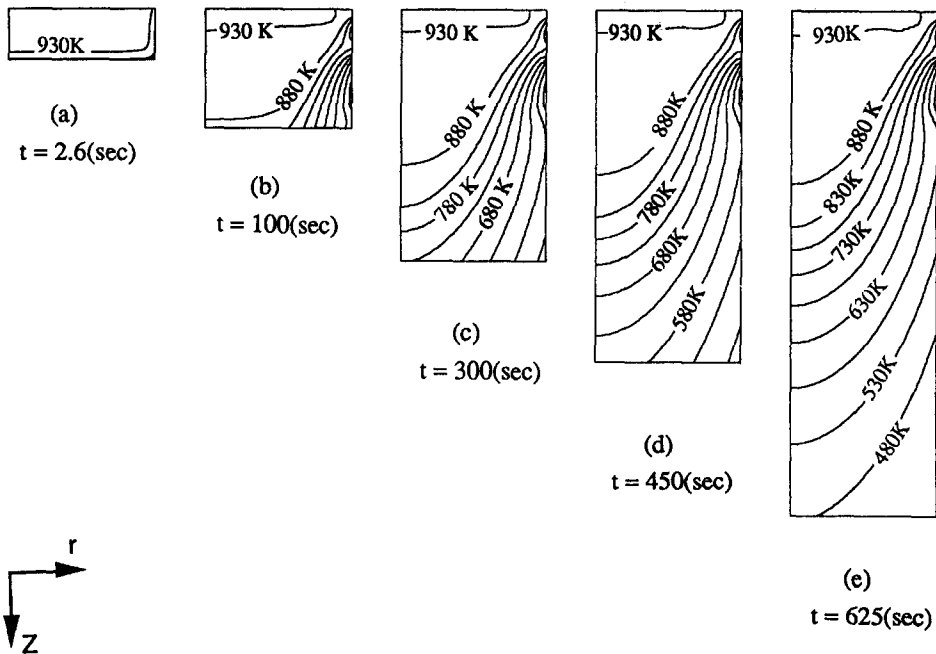 930K
(a)
t = 2.6(sec)
930 K
880 K
(b)
t = 100(sec)
930 K
880 K
780 K
680 K
(c)
t = 300(sec)
930 K
880K
780K
680K
580K
(d)
t = 450(sec)
930K
880 K
830K
730K
630K
530K
480K
(e)
t = 625(sec)
r
Z